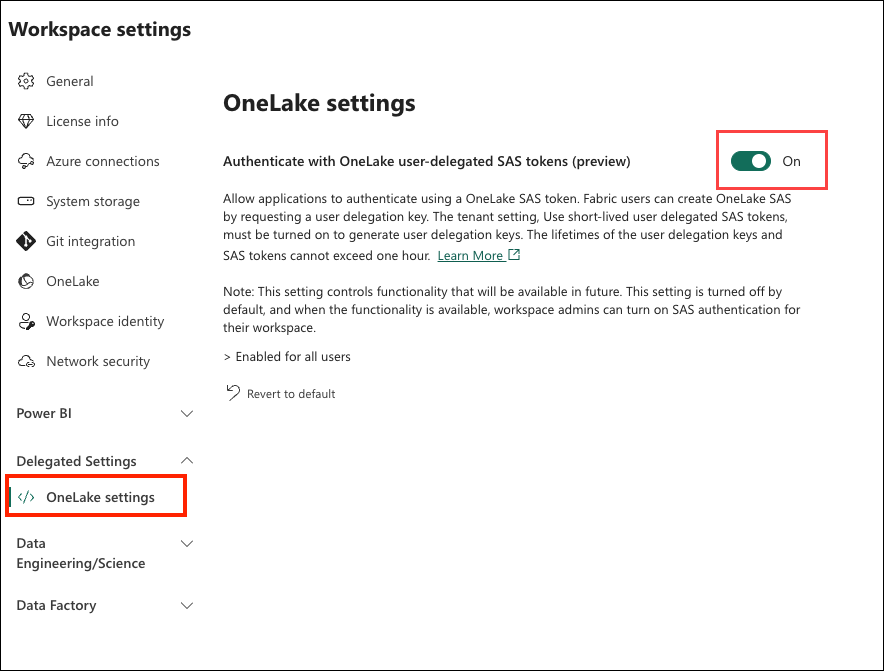 Workspace settings
General
License info
Azure connections
System storage
Git integration
OneLake
Workspace identity
Network security
Power BI
Delegated Settings
OneLake settings
Data
Engineering/Science
Data Factory
OneLake settings
Authenticate with OneLake user-delegated SAS tokens (preview)
On
Allow applications to authenticate using a OneLake SAS token. Fabric users can create OneLake SAS
by requesting a user delegation key. The tenant setting, Use short-lived user delegated SAS tokens,
must be turned on to generate user delegation keys. The lifetimes of the user delegation keys and
SAS tokens cannot exceed one hour. Learn More
Note: This setting controls functionality that will be available in future. This setting is turned off by
default, and when the functionality is available, workspace admins can turn on SAS authentication for
their workspace.
> Enabled for all users
Revert to default